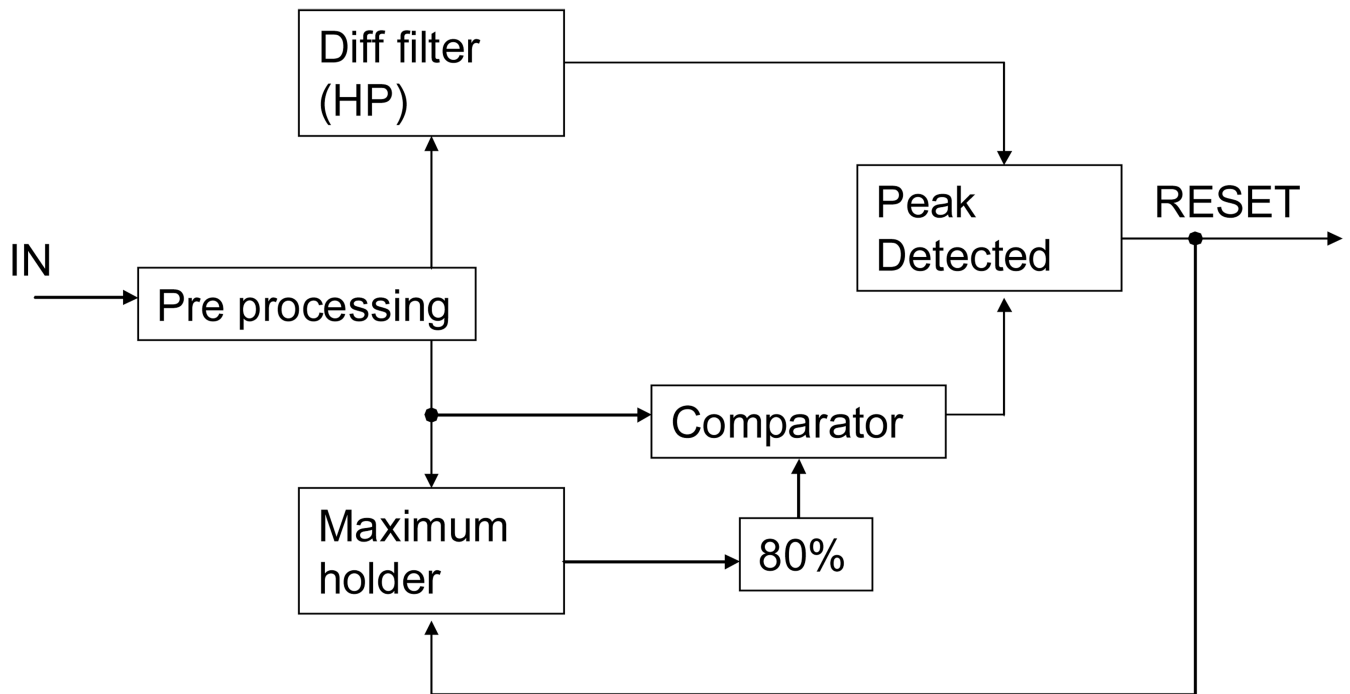 Diff filter
(HP)
Peak
Detected
RESET
IN
Pre processing
Comparator
Maximum
holder
80%